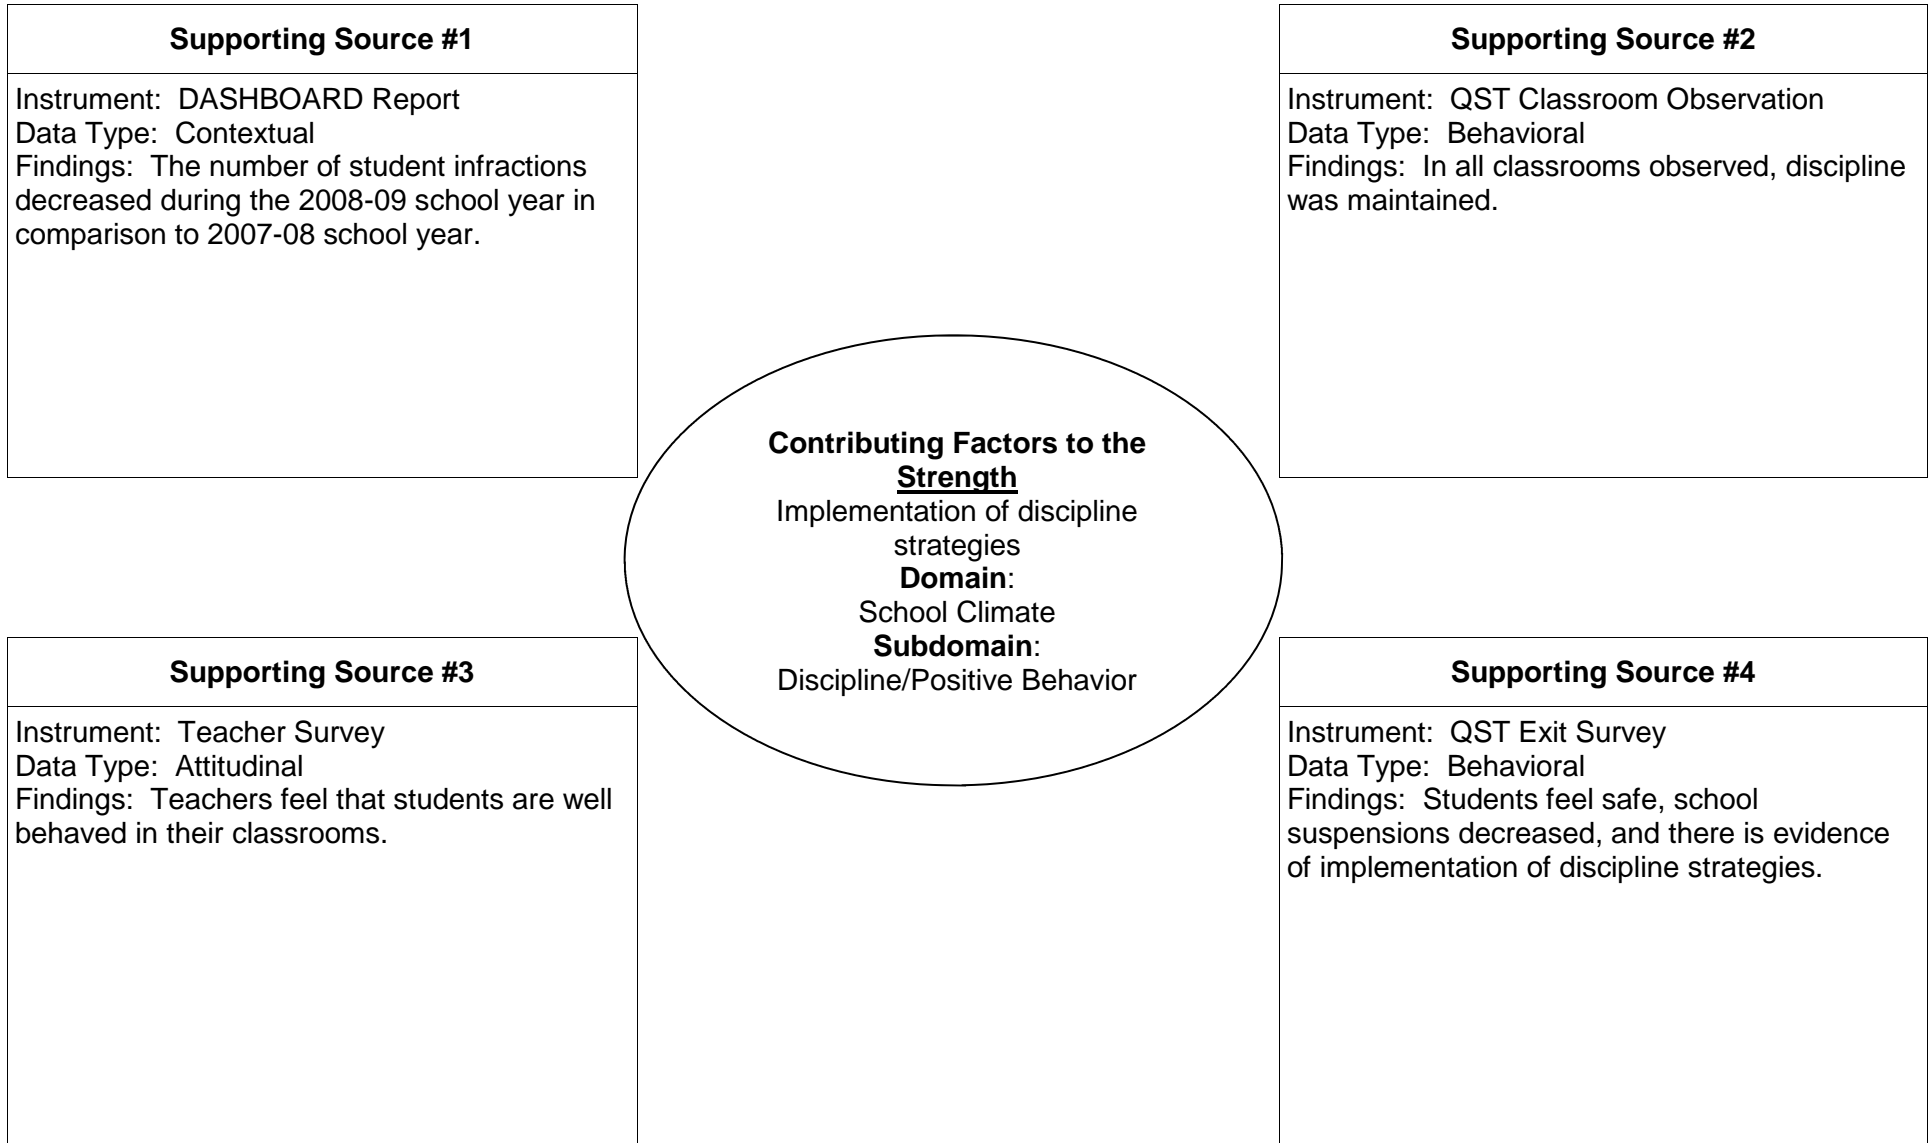 Supporting Source #1
Instrument:  DASHBOARD Report
Data Type:  Contextual
Findings:  The number of student infractions
decreased during the 2008-09 school year in
comparison to 2007-08 school year.
Supporting Source #2
Instrument:  QST Classroom Observation
Data Type:  Behavioral
Findings:  In all classrooms observed, discipline
was maintained.
Contributing Factors to the
Strength
Implementation of discipline
strategies
Domain:
School Climate
Subdomain:
Discipline/Positive Behavior
Supporting Source #3
Instrument:  Teacher Survey
Data Type:  Attitudinal
Findings:  Teachers feel that students are well
behaved in their classrooms.
Supporting Source #4
Instrument:  QST Exit Survey
Data Type:  Behavioral
Findings:  Students feel safe, school
suspensions decreased, and there is evidence
of implementation of discipline strategies.